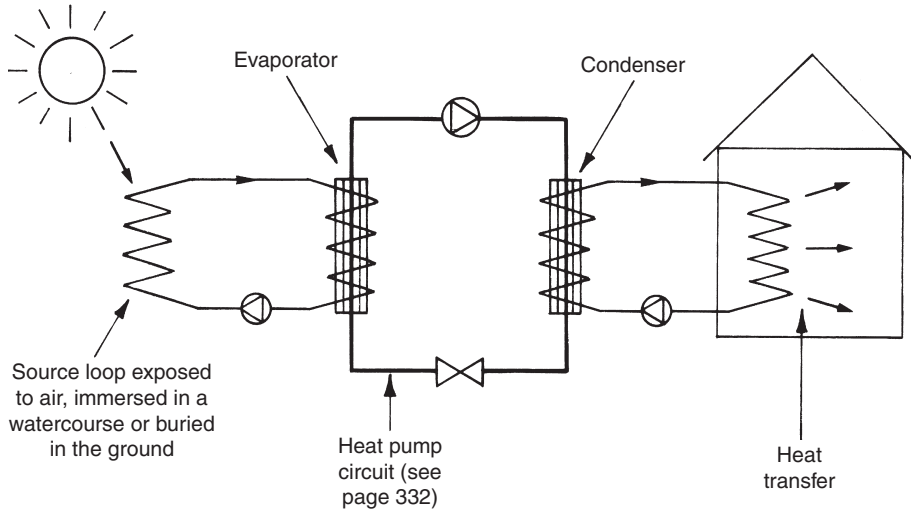 Evaporator
Condenser
Source loop exposed
to air, immersed in a
watercourse or buried
in the ground
Heat pump
circuit (see
page 332)
Heat
transfer